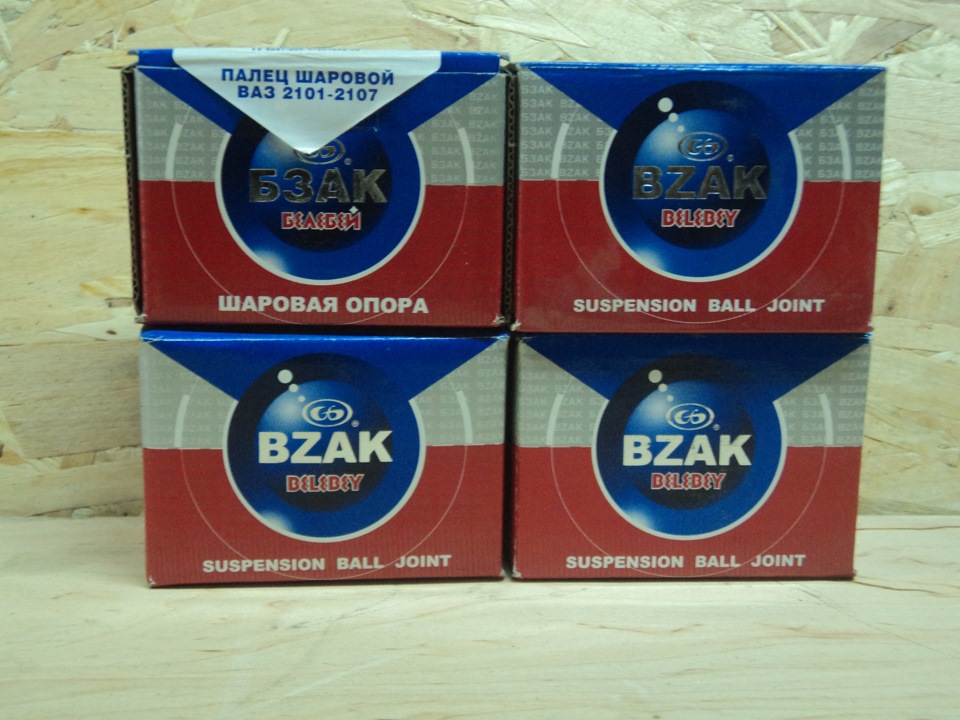 ПАЛЕЦ ШАРОВОЙ
ВАЗ 2101-2107
БЗАК
БЕЛЕБЕЙ
ШАРОВАЯ ОПОРА
BZAK
BELEBEY
SUSPENSION BALL JOINT
BZAK
BELEBEY
SUSPENSION BALL JOINT
BZAK
BELEBEY
SUSPENSION BALL JOINT